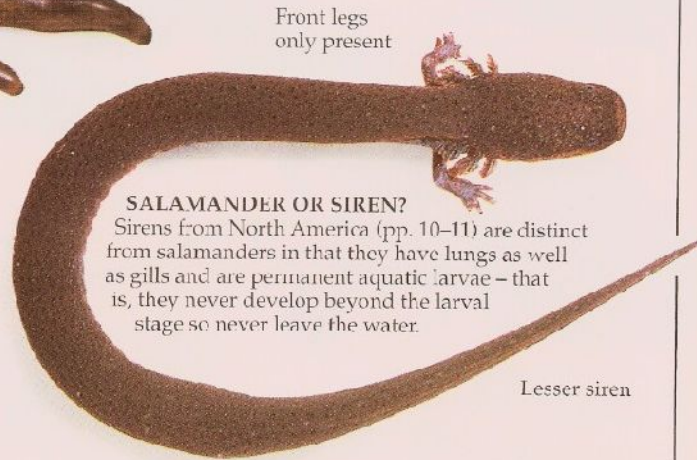 Front legs
only present
SALAMANDER OR SIREN?
Sirens from North America (pp. 10–11) are distinct
from salamanders in that they have lungs as well
as gills and are permanent aquatic larvae – that
is, they never develop beyond the larval
stage so never leave the water.
Lesser siren